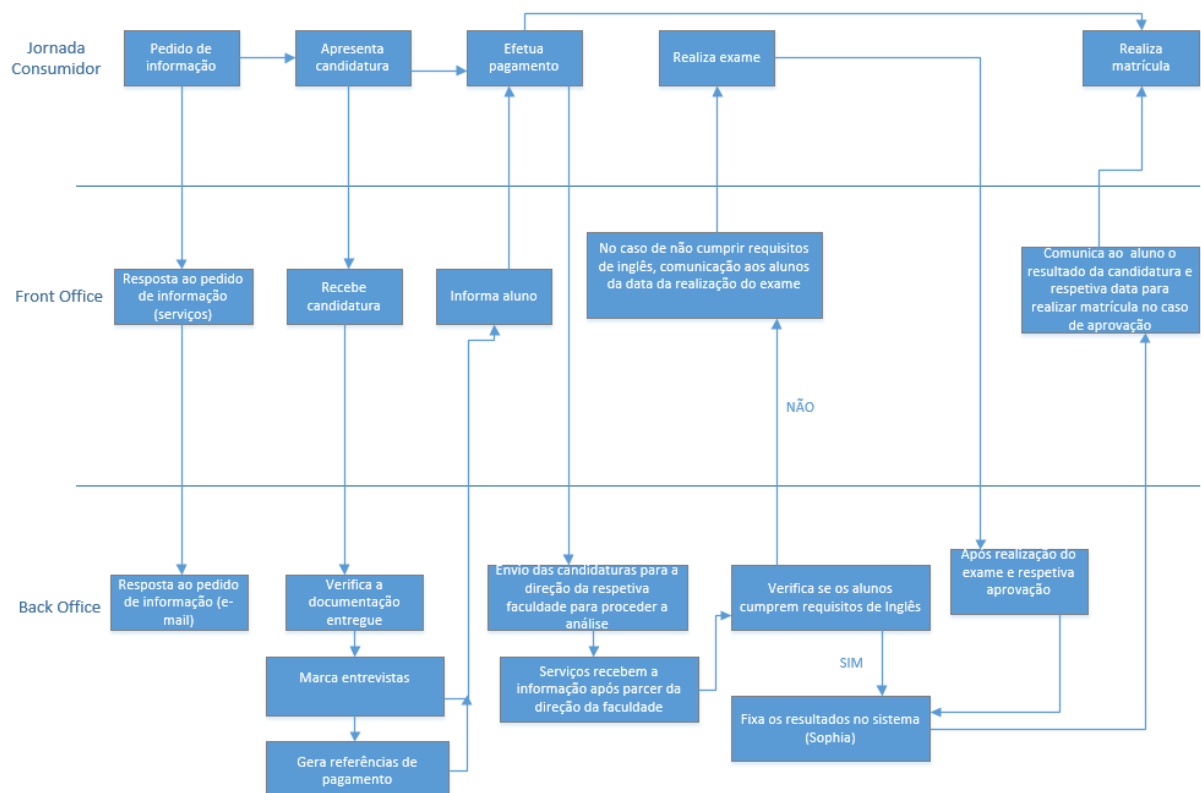 Jornada
Consumidor
Pedido de
informação
Apresenta
candidatura
Efetua
pagamento
Realiza exame
Realiza
matrícula
Front Office
Resposta ao pedido
de informação
(serviços)
Recebe
candidatura
Informa aluno
No caso de não cumprir requisitos
de inglês, comunicação aos alunos
da data da realização do exame
Comunica ao aluno o
resultado da candidatura e
respetiva data para
realizar matrícula no caso
de aprovação
NÃO
Back Office
Resposta ao pedido
de informação (e-
mail)
Verifica a
documentação
entregue
Envio das candidaturas para a
direção da respetiva
faculdade para proceder a
análise
Verifica se os alunos
cumprem requisitos de Inglês
Após realização do
exame e respetiva
aprovação
SIM
Marca entrevistas
Serviços recebem a
informação após parcer da
direção da faculdade
Fixa os resultados no sistema
(Sophia)
Gera referências de
pagamento